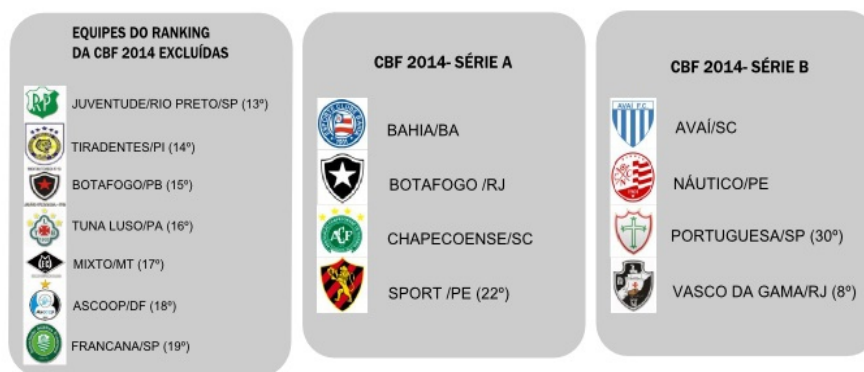 EQUIPES DO RANKING
DA CBF 2014 EXCLUÍDAS
JUVENTUDE/RIO PRETO/SP (13º)
TIRADENTES/PI (14º)
BOTAFOGO/PB (15º)
TUNA LUSO/PA (16º)
MIXTO/MT (17º)
ASCOOP/DF (18º)
FRANCANA/SP (19º)
CBF 2014- SÉRIE A
BAHIA/BA
BOTAFOGO /RJ
CHAPECOENSE/SC
SPORT /PE (22º)
CBF 2014- SÉRIE B
AVAÍ F.C.
AVAÍ/SC
NÁUTICO/PE
PORTUGUESA/SP (30º)
VASCO DA GAMA/RJ (8º)